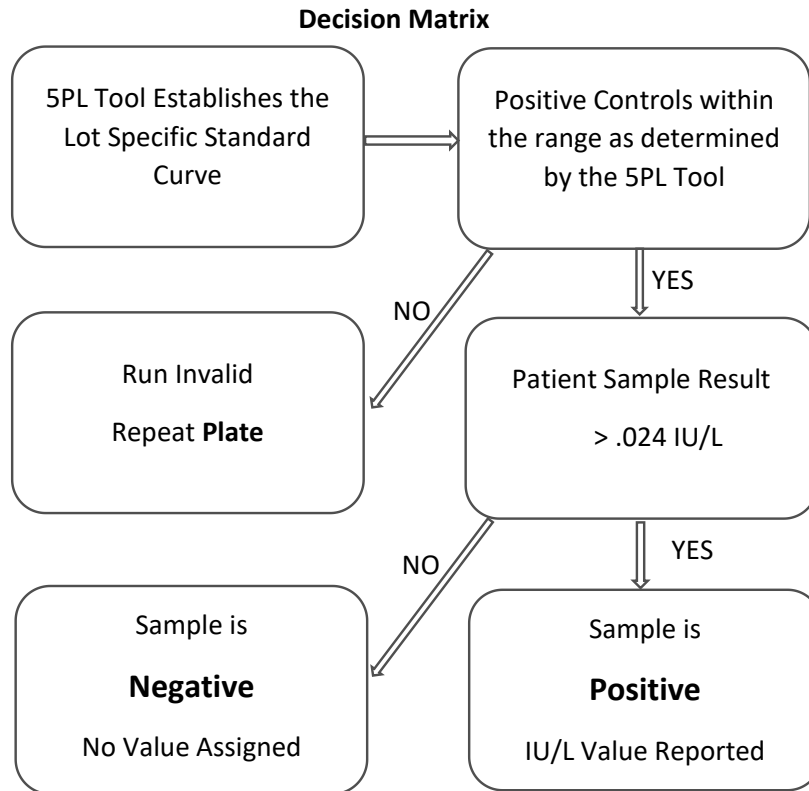 Decision Matrix
5PL Tool Establishes the
Lot Specific Standard
Curve
Positive Controls within
the range as determined
by the 5PL Tool
NO
YES
Run Invalid
Repeat Plate
Patient Sample Result
> .024 IU/L
NO
YES
Sample is
Negative
No Value Assigned
Sample is
Positive
IU/L Value Reported